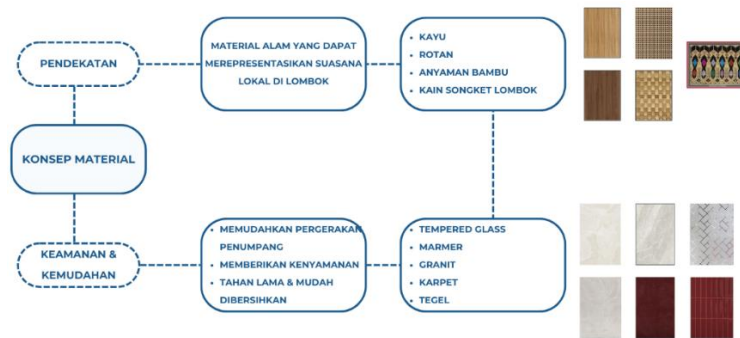 PENDEKATAN
MATERIAL ALAM YANG DAPAT
MEREPRESENTASIKAN SUASANA
LOKAL DI LOMBOK
• KAYU
• ROTAN
• ANYAMAN BAMBU
• KAIN SONGKET LOMBOK
KONSEP MATERIAL
KEAMANAN &
KEMUDAHAN
• MEMUDAHKAN PERGERAKAN
PENUMPANG
• MEMBERIKAN KENYAMANAN
• TAHAN LAMA & MUDAH
DIBERSIHKAN
• TEMPERED GLASS
• MARMER
• GRANIT
• KARPET
• TEGEL